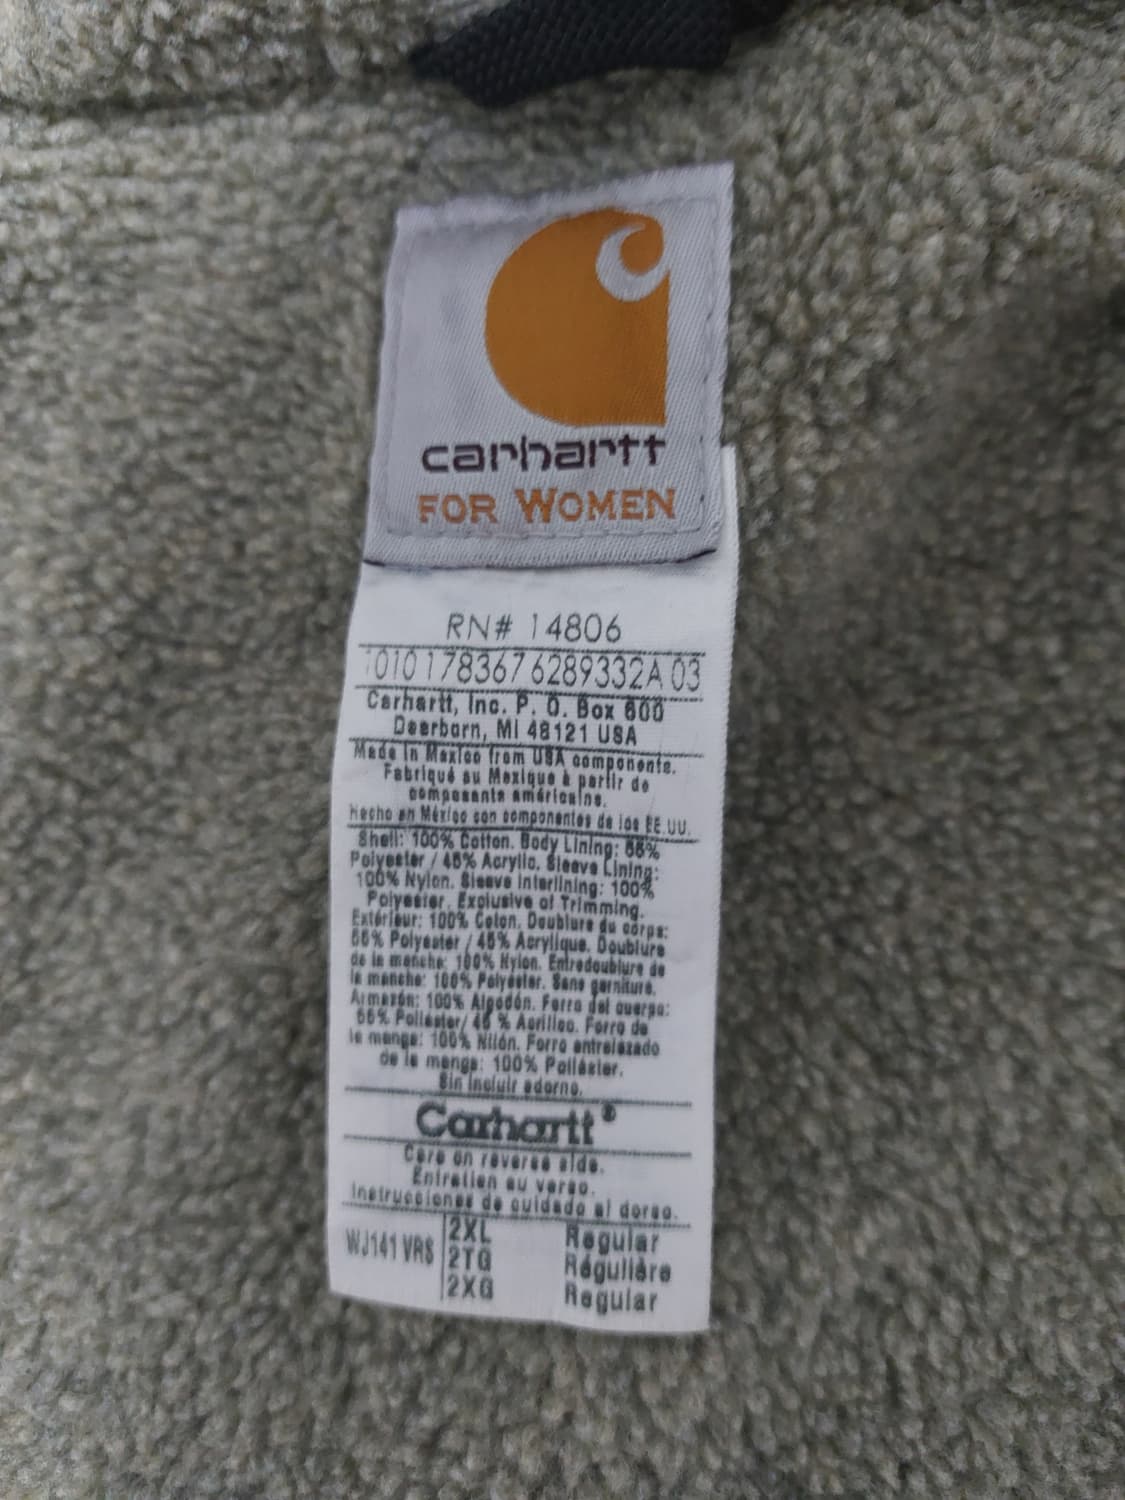 carhartt
FOR WOMEN
RN# 14806
1010 178367 6289332A 03
Carhartt, Inc. P. O. Box 600
Dearborn, MI 48121 USA
Made in Mexico from USA components.
Fabriqué au Mexique à partir de
composants américains.
Hecho en México con componentes de los EE.UU.
Shell: 100% Cotton. Body Lining: 55%
Polyester / 45% Acrylic. Sleeve Lining:
100% Nylon. Sleeve Interlining: 100%
Polyester. Exclusive of Trimming.
Extérieur: 100% Coton. Doublure du corps:
55% Polyester / 45% Acrylique. Doublure
de la manche: 100% Nylon. Entredoublure de
la manche: 100% Polyester. Sans garniture.
Armazón: 100% Algodón. Forro del cuerpo:
55% Poliéster/ 45 % Acrílico. Forro de
la manga: 100% Nilón. Forro entrelazado
de la manga: 100% Poliéster.
Sin incluir adorno.
Carhartt®
Care on reverse side.
Entretien au verso.
Instrucciones de cuidado al dorso.
WJ141 VRS 2XL Regular
2TG Régulière
2XG Regular